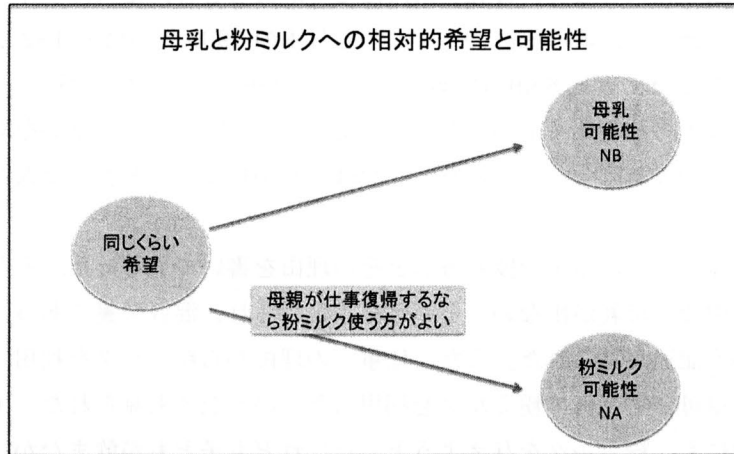 母乳と粉ミルクへの相対的希望と可能性
母乳
可能性
NB
同じくらい
希望
母親が仕事復帰するな
ら粉ミルク使う方がよい
粉ミルク
可能性
NA